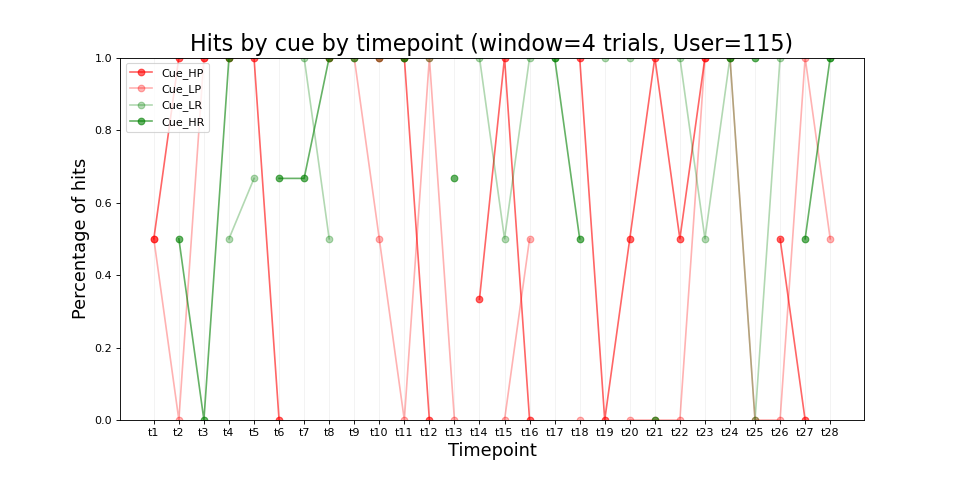 Hits by cue by timepoint (window=4 trials, User=115)
Percentage of hits
1.0
0.8
0.6
0.4
0.2
0.0
Cue_HP
Cue_LP
Cue_LR
Cue_HR
t1 t2 t3 t4 t5 t6 t7 t8 t9 t10 t11 t12 t13 t14 t15 t16 t17 t18 t19 t20 t21 t22 t23 t24 t25 t26 t27 t28
Timepoint